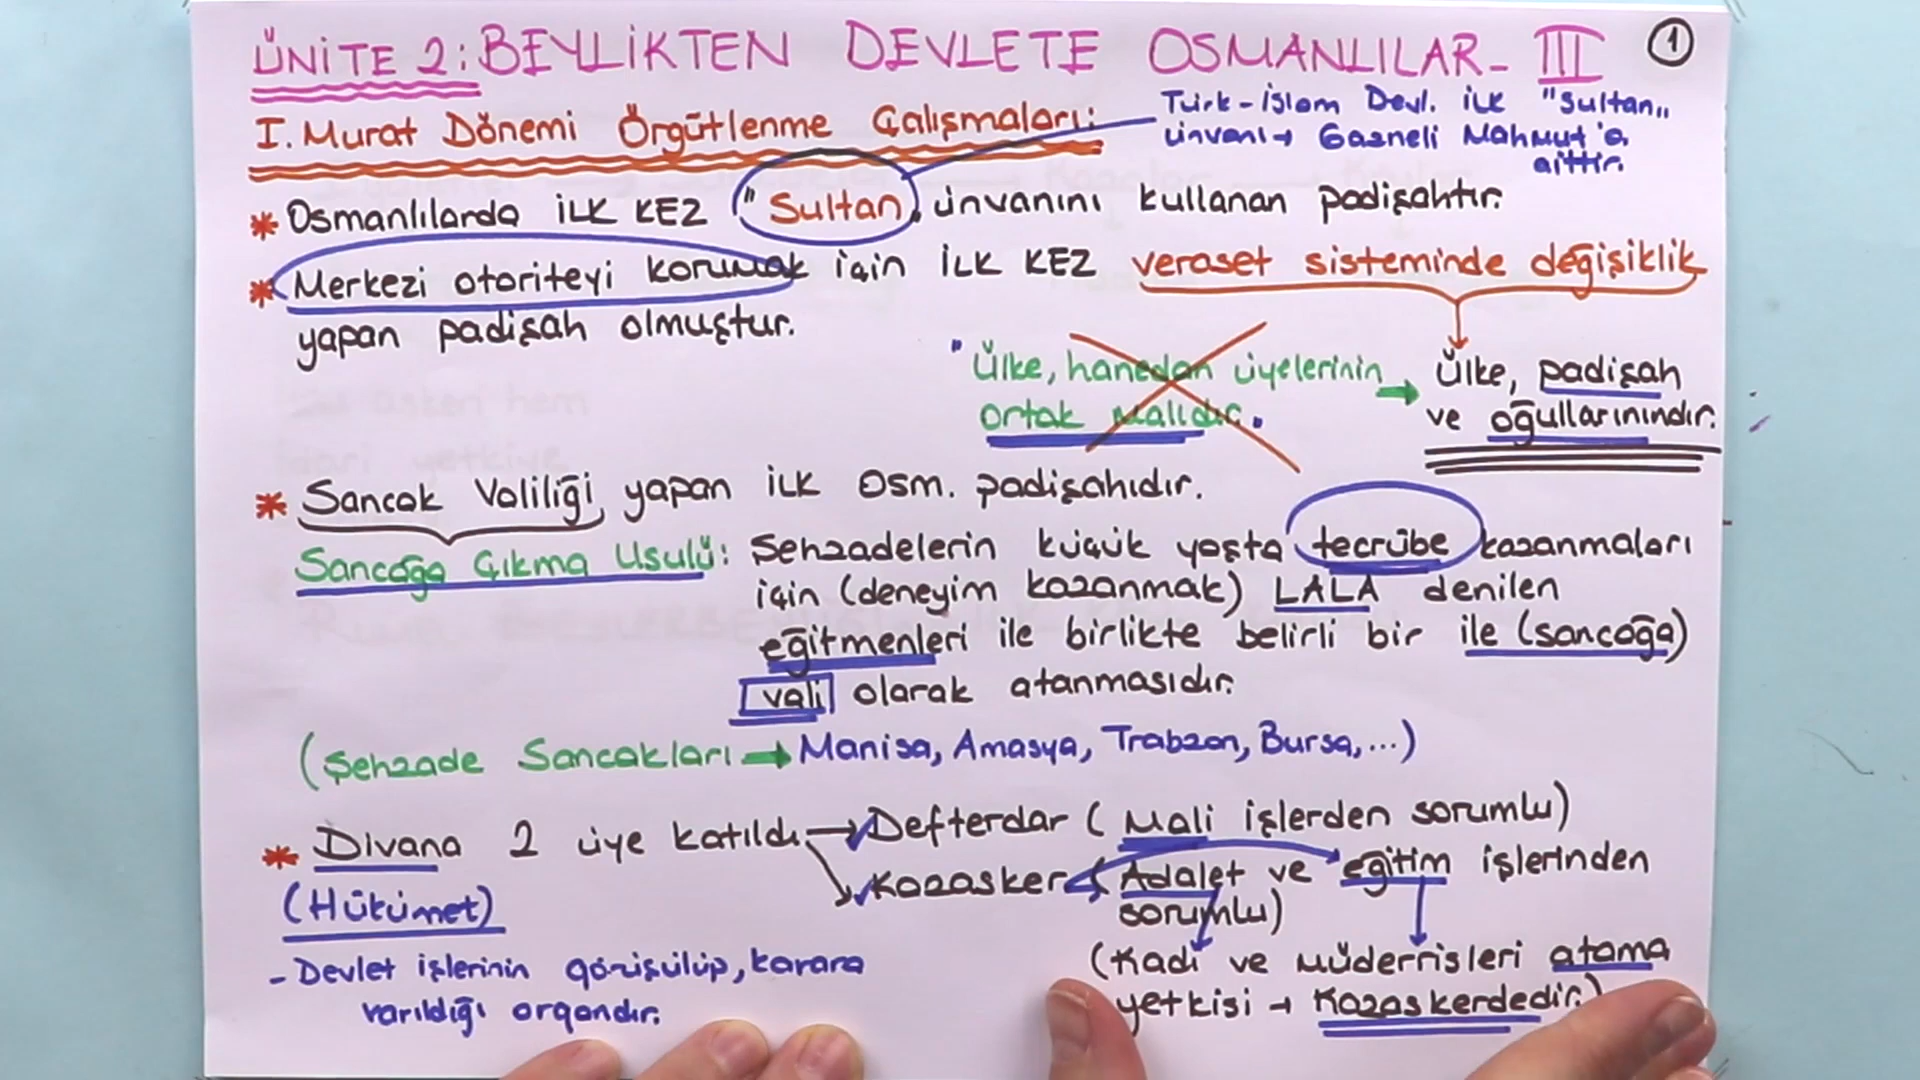 ÜNİTE 2: BEYLİKTEN DEVLETE OSMANLILAR- III 1
I. Murat Dönemi Örgütlenme Çalışmaları:
Türk-İslam Devl. ilk "Sultan"
ünvanı → Gazneli Mahmut'a
aittir.
* Osmanlılarda İLK KEZ "Sultan" ünvanını kullanan padişahtır.
* Merkezi otoriteyi korumak için İLK KEZ veraset sisteminde değişiklik
yapan padişah olmuştur.
"Ülke, hanedan üyelerinin
ortak malıdır." → Ülke, padişah
ve oğullarınındır.
* Sancak Valiliği yapan İLK Osm. padişahıdır.
Sancağa Çıkma Usulü: Şehzadelerin küçük yaşta tecrübe kazanmaları
için (deneyim kazanmak) LALA denilen
eğitmenleri ile birlikte belirli bir ile (sancağa)
vali olarak atanmasıdır.
(Şehzade Sancakları → Manisa, Amasya, Trabzon, Bursa,...)
* Divana 2 üye katıldı. → Defterdar (Mali işlerden sorumlu)
→ Kazasker (Adalet ve eğitim işlerinden
sorumlu)
(Hükümet)
(Kadı ve müderrisleri atama
yetkisi → Kazaskerdedir.)
- Devlet işlerinin görüşülüp, karara
varıldığı organdır.